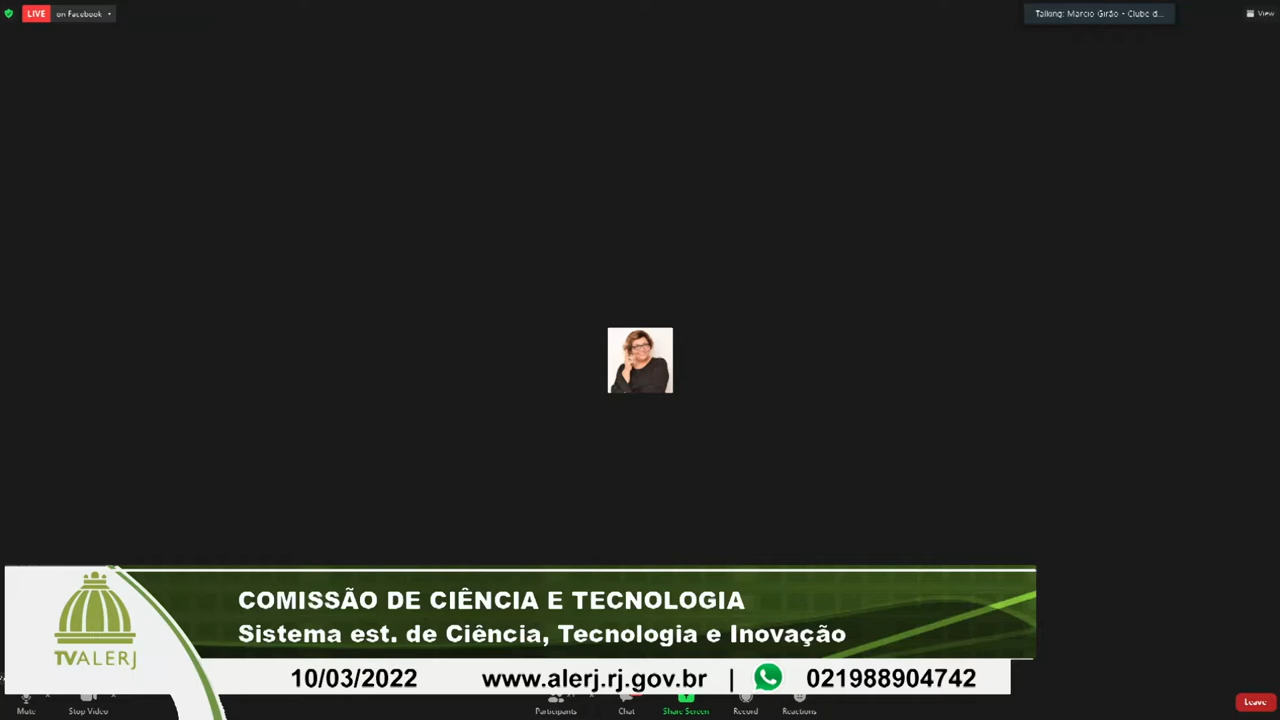 LIVE on Facebook
Talking: Marcio Girão - Clube d...
View
COMISSÃO DE CIÊNCIA E TECNOLOGIA
Sistema est. de Ciência, Tecnologia e Inovação
TVALERJ
10/03/2022 www.alerj.rj.gov.br | 021988904742
Mute Stop Video Participants Chat Share Screen Record Reactions Leave